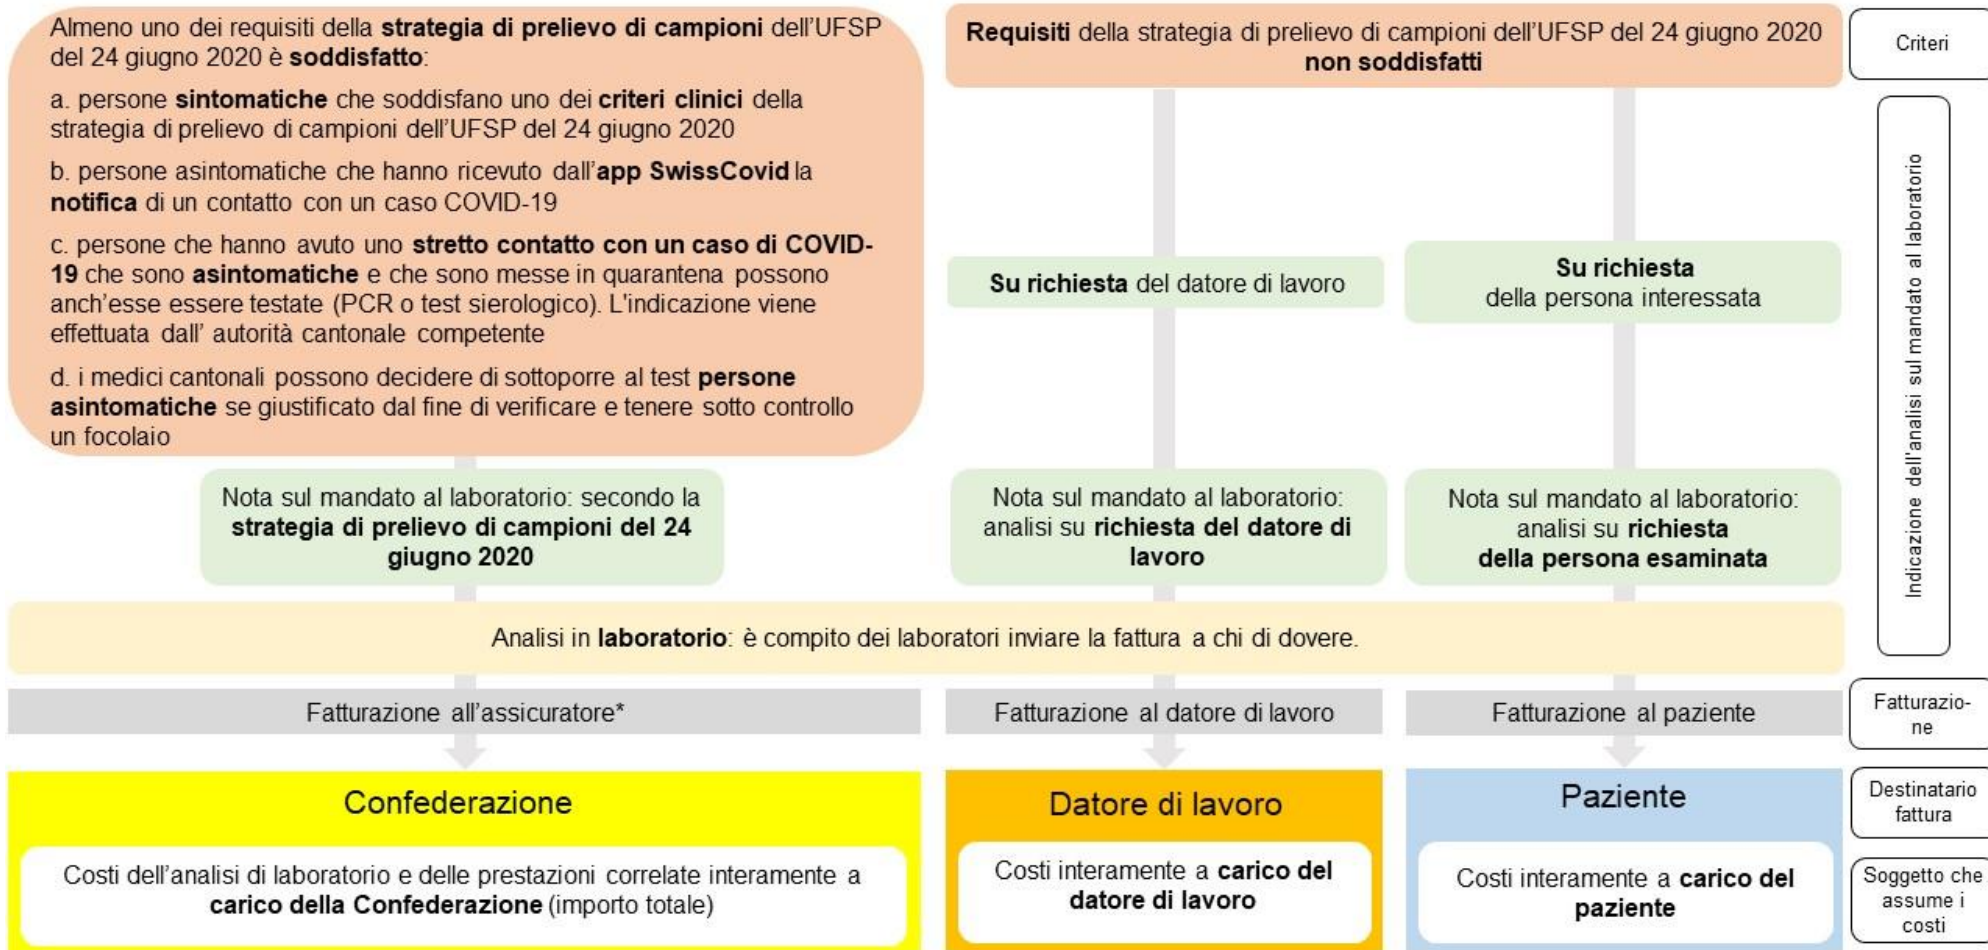 Almeno uno dei requisiti della strategia di prelievo di campioni dell'UFSP
del 24 giugno 2020 è soddisfatto:
a. persone sintomatiche che soddisfano uno dei criteri clinici della
strategia di prelievo di campioni dell'UFSP del 24 giugno 2020
b. persone asintomatiche che hanno ricevuto dall'app SwissCovid la
notifica di un contatto con un caso COVID-19
c. persone che hanno avuto uno stretto contatto con un caso di COVID-
19 che sono asintomatiche e che sono messe in quarantena possono
anch'esse essere testate (PCR o test sierologico). L'indicazione viene
effettuata dall' autorità cantonale competente
d. i medici cantonali possono decidere di sottoporre al test persone
asintomatiche se giustificato dal fine di verificare e tenere sotto controllo
un focolaio
Requisiti della strategia di prelievo di campioni dell'UFSP del 24 giugno 2020
non soddisfatti
Criteri
Su richiesta del datore di lavoro
Su richiesta
della persona interessata
Indicazione dell'analisi sul mandato al laboratorio
Nota sul mandato al laboratorio: secondo la
strategia di prelievo di campioni del 24
giugno 2020
Nota sul mandato al laboratorio:
analisi su richiesta del datore di
lavoro
Nota sul mandato al laboratorio:
analisi su richiesta
della persona esaminata
Analisi in laboratorio: è compito dei laboratori inviare la fattura a chi di dovere.
Fatturazione all'assicuratore*
Fatturazione al datore di lavoro
Fatturazione al paziente
Fatturazio-
ne
Confederazione
Datore di lavoro
Paziente
Destinatario
fattura
Costi dell'analisi di laboratorio e delle prestazioni correlate interamente a
carico della Confederazione (importo totale)
Costi interamente a carico del
datore di lavoro
Costi interamente a carico del
paziente
Soggetto che
assume i
costi